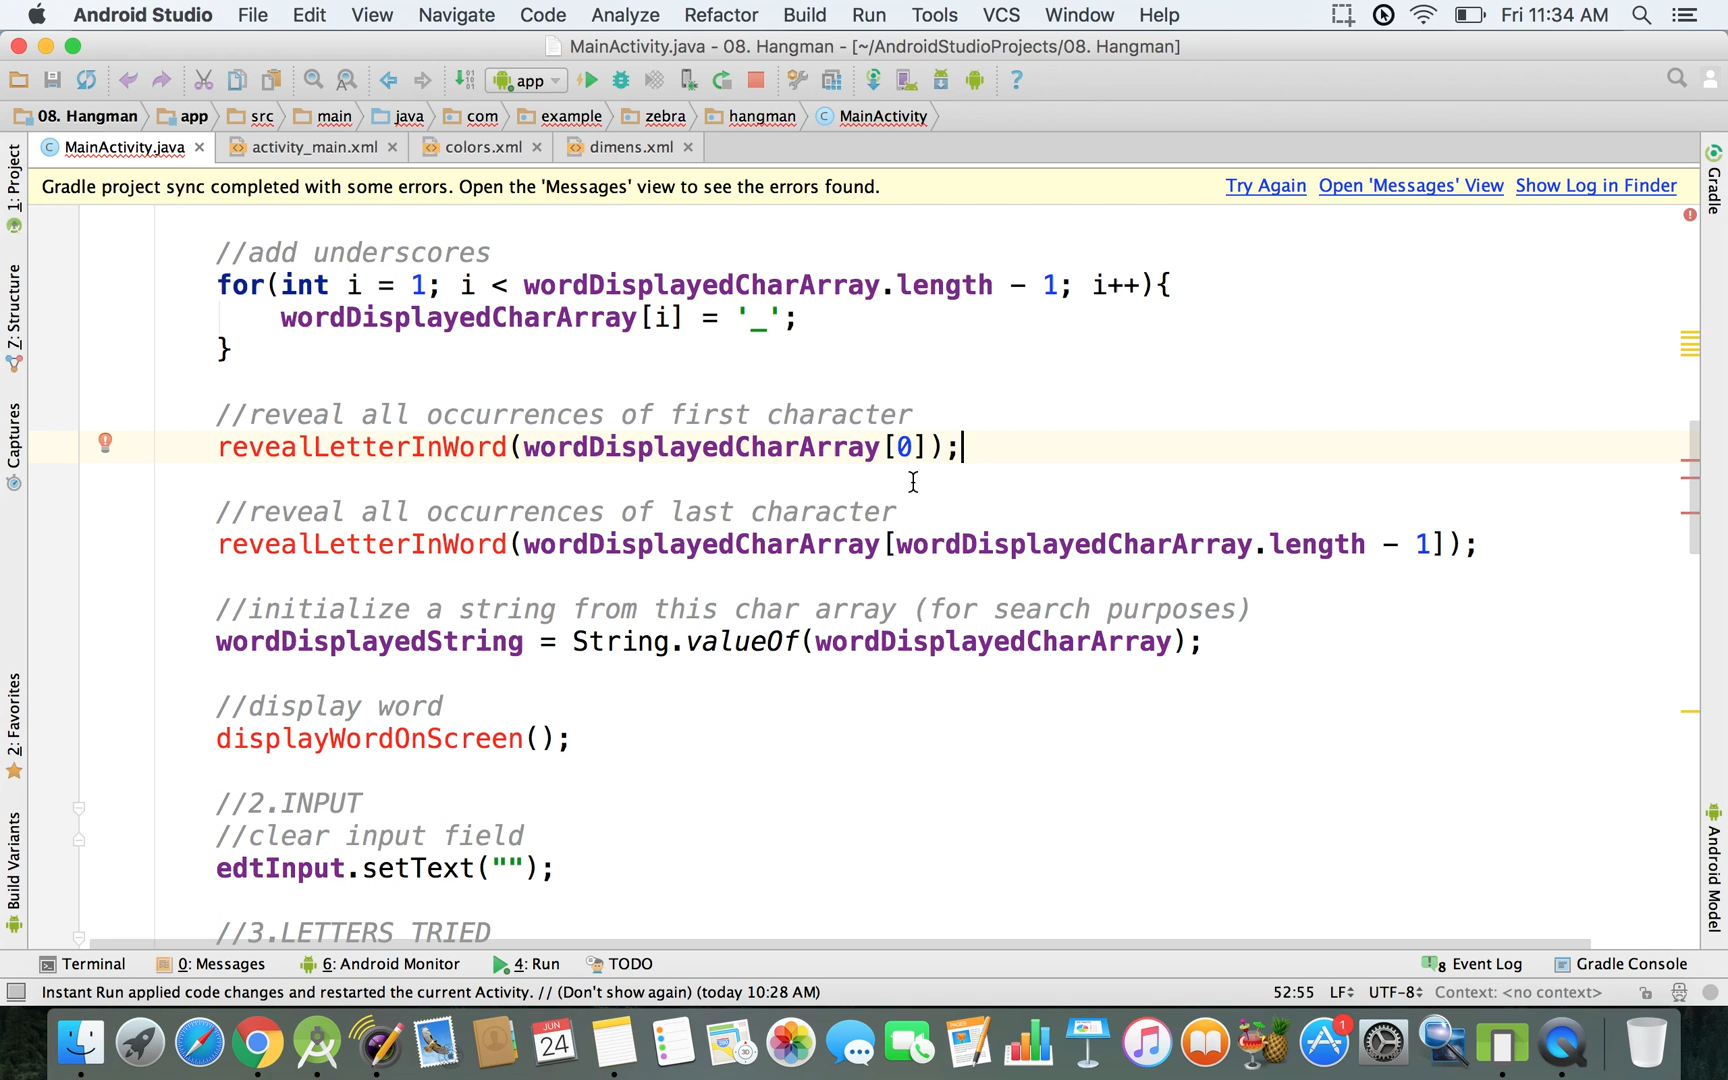 Android Studio File Edit View Navigate Code Analyze Refactor Build Run Tools VCS Window Help Fri 11:34 AM
MainActivity.java - 08. Hangman - [~/AndroidStudioProjects/08. Hangman]
app
08. Hangman app src main java com example zebra hangman MainActivity
MainActivity.java activity_main.xml colors.xml dimens.xml
Gradle project sync completed with some errors. Open the 'Messages' view to see the errors found. Try Again Open 'Messages' View Show Log in Finder
1: Project
7: Structure
Captures
2: Favorites
Build Variants
Gradle
Android Model
//add underscores
for(int i = 1; i < wordDisplayedCharArray.length - 1; i++){
wordDisplayedCharArray[i] = '_';
}
//reveal all occurrences of first character
revealLetterInWord(wordDisplayedCharArray[0]);
//reveal all occurrences of last character
revealLetterInWord(wordDisplayedCharArray[wordDisplayedCharArray.length - 1]);
//initialize a string from this char array (for search purposes)
wordDisplayedString = String.valueOf(wordDisplayedCharArray);
//display word
displayWordOnScreen();
//2.INPUT
//clear input field
edtInput.setText("");
//3.LETTERS TRIED
Terminal 0: Messages 6: Android Monitor 4: Run TODO 8 Event Log Gradle Console
Instant Run applied code changes and restarted the current Activity. // (Don't show again) (today 10:28 AM) 52:55 LF UTF-8 Context: <no context>
JUN
24
1